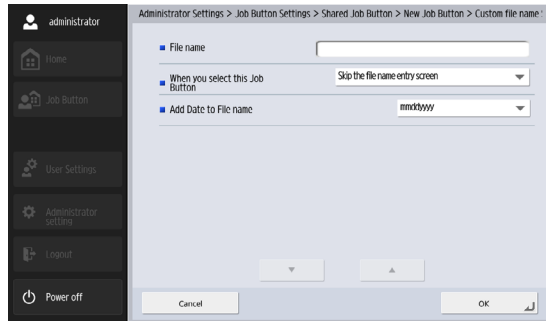 administrator
Administrator Settings > Job Button Settings > Shared Job Button > New Job Button > Custom file name
Home
File name
When you select this Job
Button
Skip the file name entry screen
Job Button
Add Date to File name
mmddyyyy
User Settings
Administrator
setting
Logout
Power off
Cancel
OK